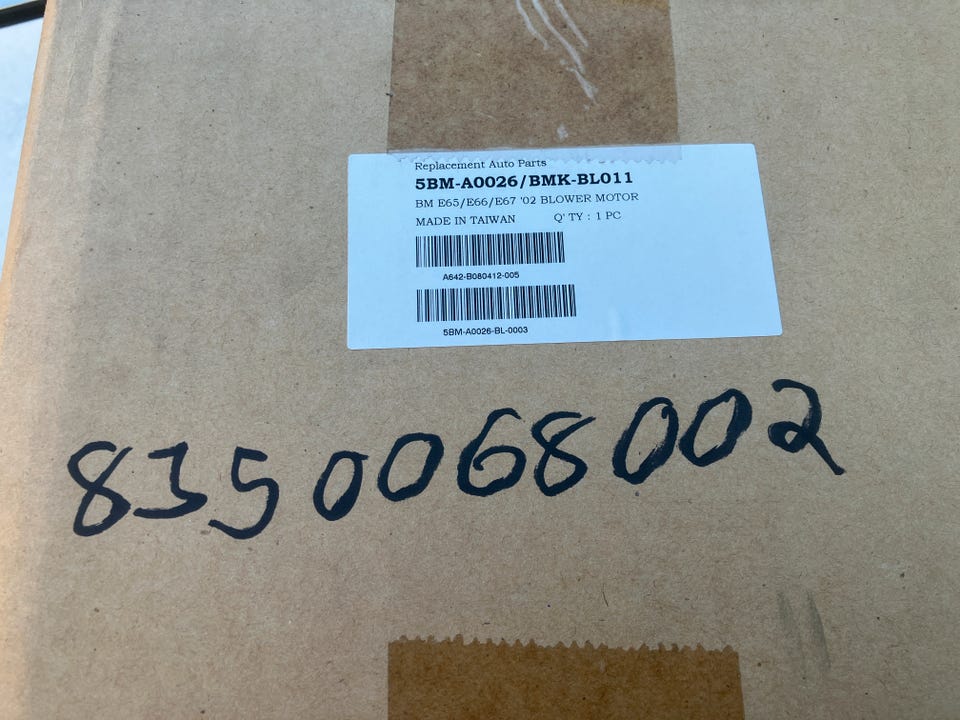 Replacement Auto Parts
5BM-A0026/BMK-BL011
BM E65/E66/E67 '02 BLOWER MOTOR
MADE IN TAIWAN Q' TY : 1 PC
A642-B080412-005
5BM-A0026-BL-0003
8350068002